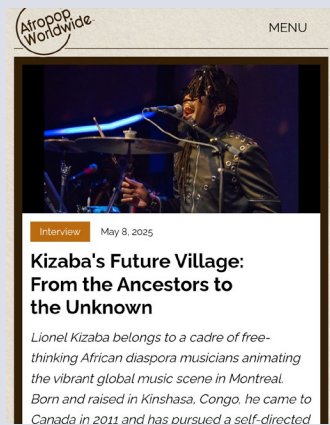 Afropop
Worldwide
MENU
Interview
May 8, 2025
Kizaba's Future Village:
From the Ancestors to
the Unknown
Lionel Kizaba belongs to a cadre of free-
thinking African diaspora musicians animating
the vibrant global music scene in Montreal.
Born and raised in Kinshasa, Congo, he came to
Canada in 2011 and has pursued a self-directed